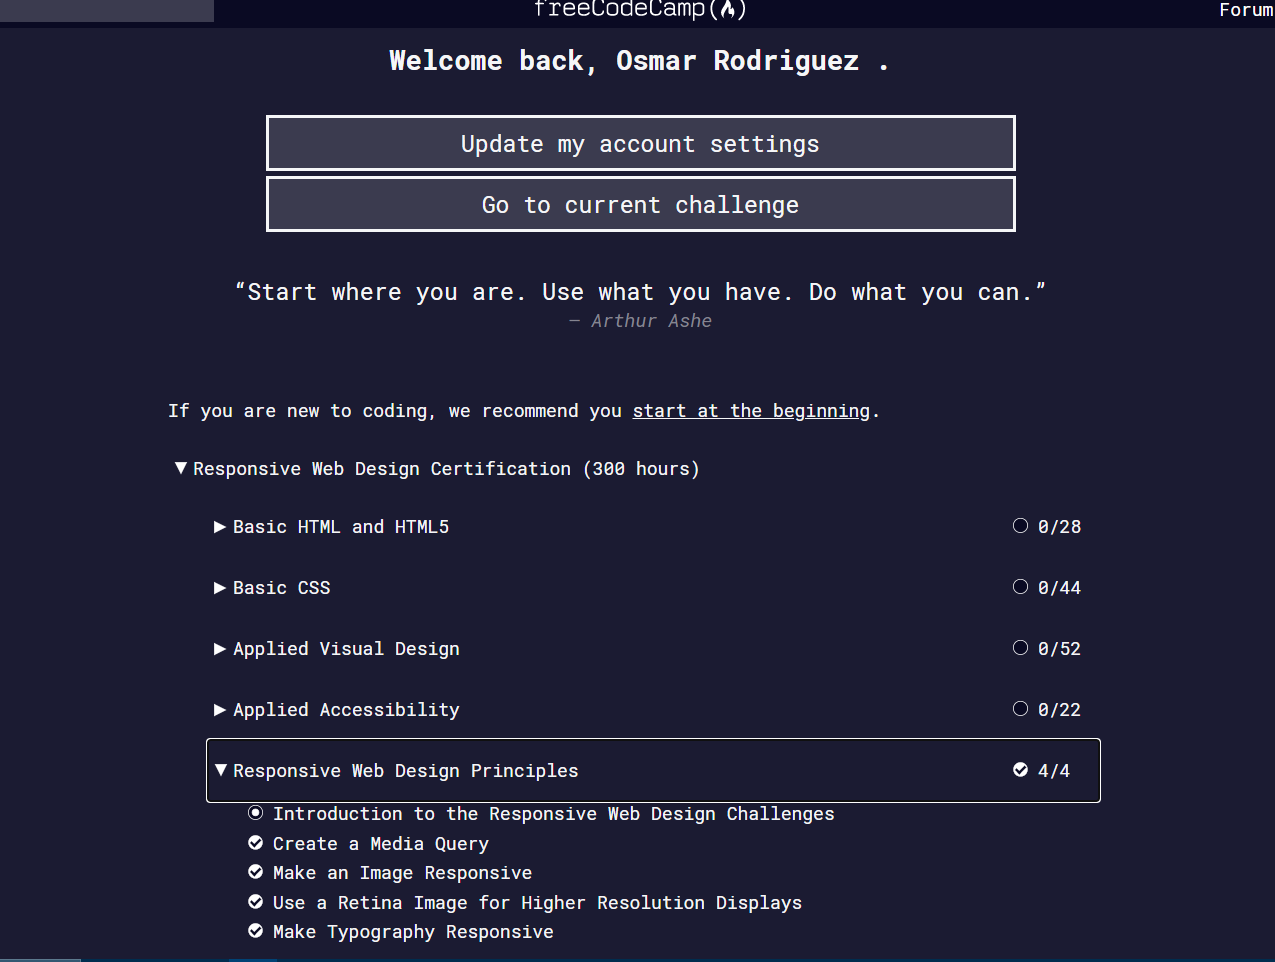 freeCodeCamp
Forum
Welcome back, Osmar Rodriguez .
Update my account settings
Go to current challenge
“Start where you are. Use what you have. Do what you can.”
— Arthur Ashe
If you are new to coding, we recommend you start at the beginning.
Responsive Web Design Certification (300 hours)
Basic HTML and HTML5 0/28
Basic CSS 0/44
Applied Visual Design 0/52
Applied Accessibility 0/22
Responsive Web Design Principles 4/4
Introduction to the Responsive Web Design Challenges
Create a Media Query
Make an Image Responsive
Use a Retina Image for Higher Resolution Displays
Make Typography Responsive